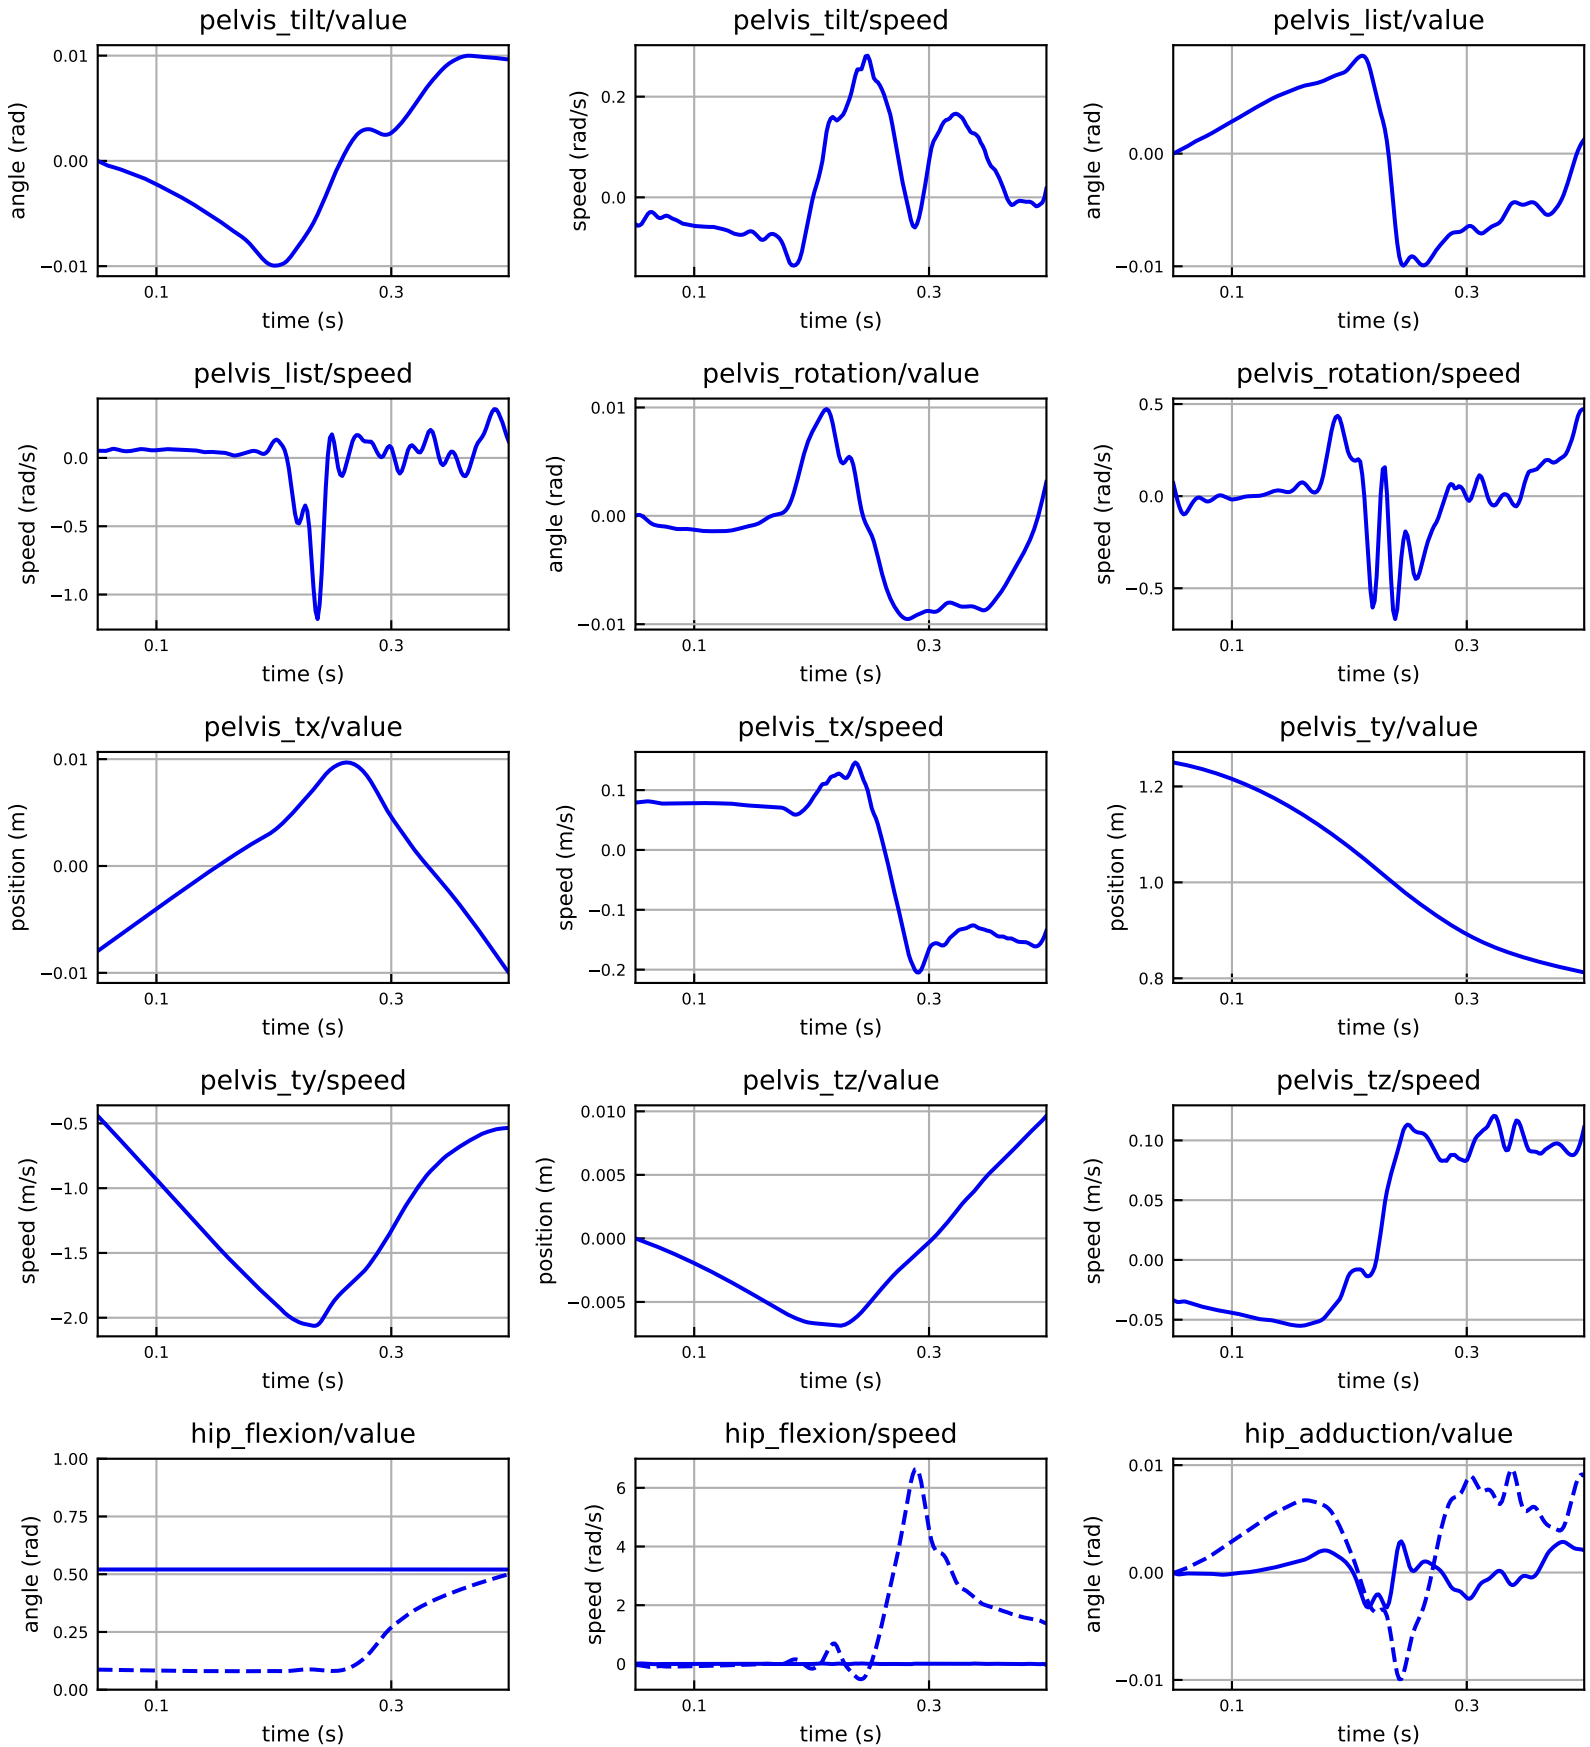 pelvis_tilt/value
pelvis_tilt/speed
pelvis_list/value
angle (rad)
0.01
0.00
−0.01
0.1
0.3
time (s)
speed (rad/s)
0.2
0.0
0.1
0.3
time (s)
angle (rad)
0.00
−0.01
0.1
0.3
time (s)
pelvis_list/speed
pelvis_rotation/value
pelvis_rotation/speed
speed (rad/s)
0.0
−0.5
−1.0
0.1
0.3
time (s)
angle (rad)
0.01
0.00
−0.01
0.1
0.3
time (s)
speed (rad/s)
0.5
0.0
−0.5
0.1
0.3
time (s)
pelvis_tx/value
pelvis_tx/speed
pelvis_ty/value
position (m)
0.01
0.00
−0.01
0.1
0.3
time (s)
speed (m/s)
0.1
0.0
−0.1
−0.2
0.1
0.3
time (s)
position (m)
1.2
1.0
0.8
0.1
0.3
time (s)
pelvis_ty/speed
pelvis_tz/value
pelvis_tz/speed
speed (m/s)
−0.5
−1.0
−1.5
−2.0
0.1
0.3
time (s)
position (m)
0.010
0.005
0.000
−0.005
0.1
0.3
time (s)
speed (m/s)
0.10
0.05
0.00
−0.05
0.1
0.3
time (s)
hip_flexion/value
hip_flexion/speed
hip_adduction/value
angle (rad)
1.00
0.75
0.50
0.25
0.00
0.1
0.3
time (s)
speed (rad/s)
6
4
2
0
0.1
0.3
time (s)
angle (rad)
0.01
0.00
−0.01
0.1
0.3
time (s)